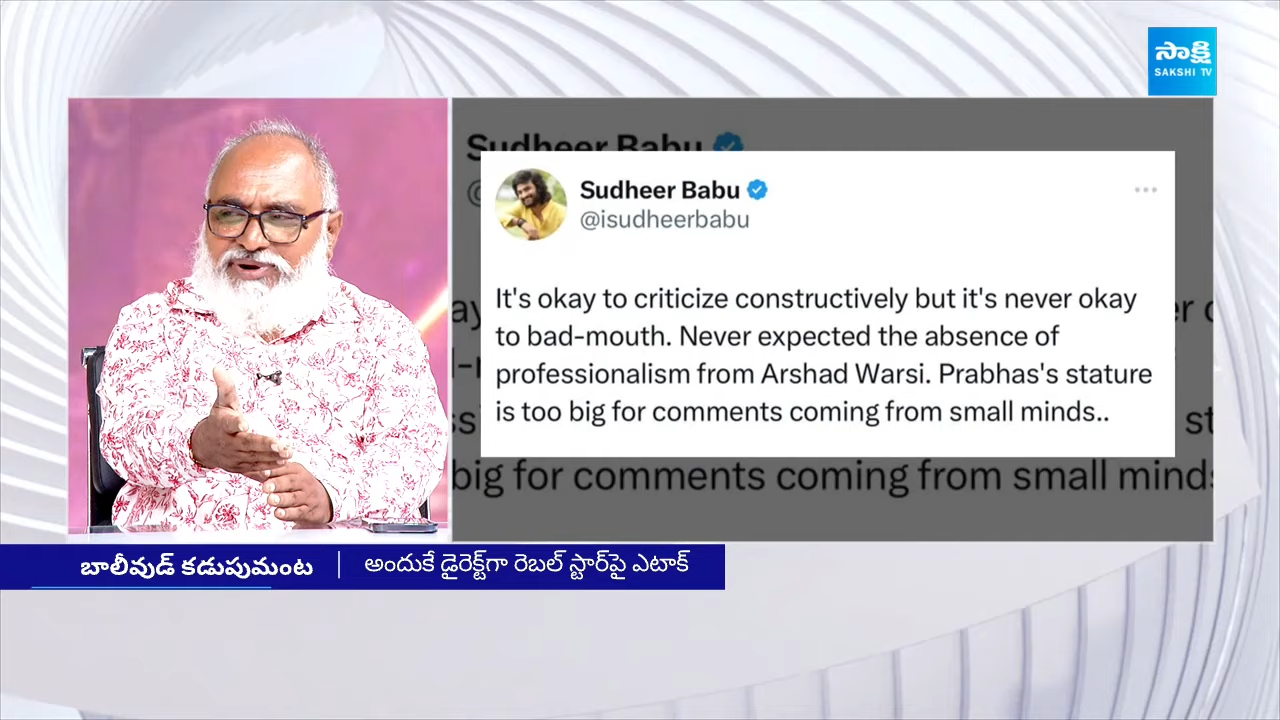 సాక్షి
SAKSHI TV
Sudheer Babu
Sudheer Babu
@isudheerbabu
It's okay to criticize constructively but it's never okay
to bad-mouth. Never expected the absence of
professionalism from Arshad Warsi. Prabhas's stature
is too big for comments coming from small minds..
big for comments coming from small minds
బాలీవుడ్ కడుపుమంట | అందుకే డైరెక్ట్‌గా రెబల్ స్టార్‌పై ఎటాక్